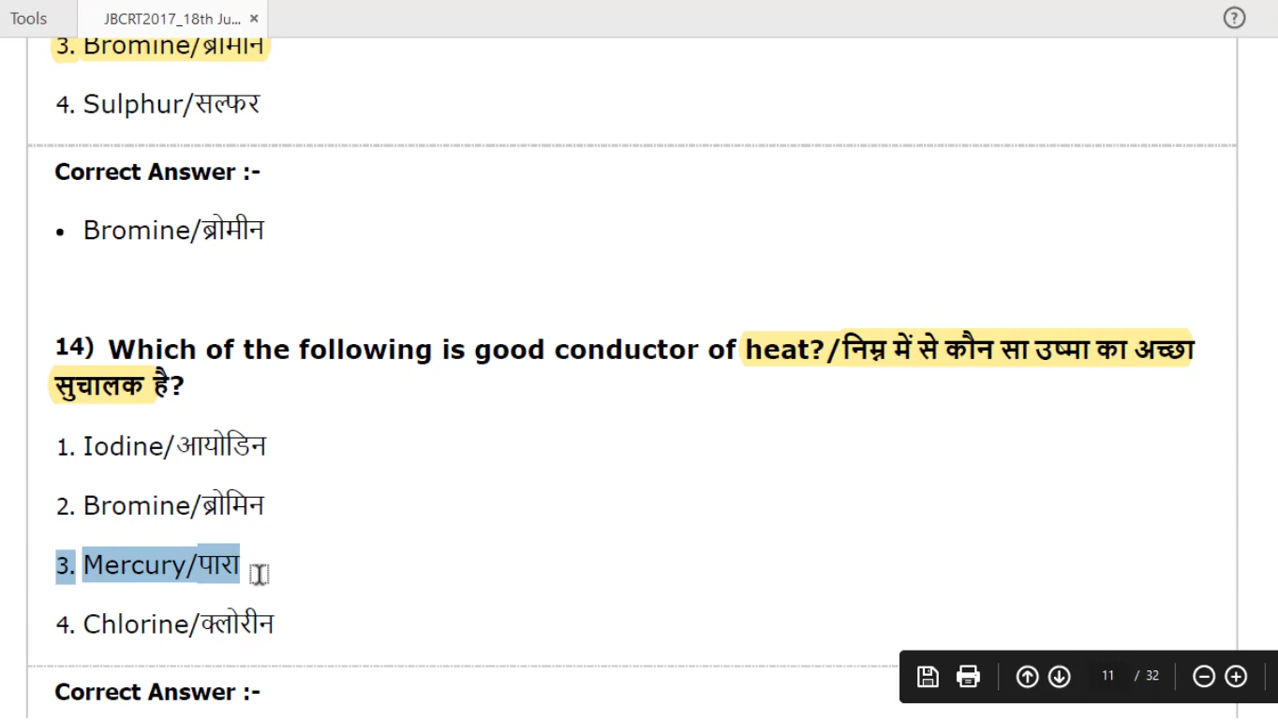 Tools
JBCRT2017_18th Ju... ×
?
3. Bromine/ब्रोमीन
4. Sulphur/सल्फर
Correct Answer :-
• Bromine/ब्रोमीन
14) Which of the following is good conductor of heat?/निम्न में से कौन सा उष्मा का अच्छा
सुचालक है?
1. Iodine/आयोडिन
2. Bromine/ब्रोमिन
3. Mercury/पारा
4. Chlorine/क्लोरीन
Correct Answer :-
11 / 32